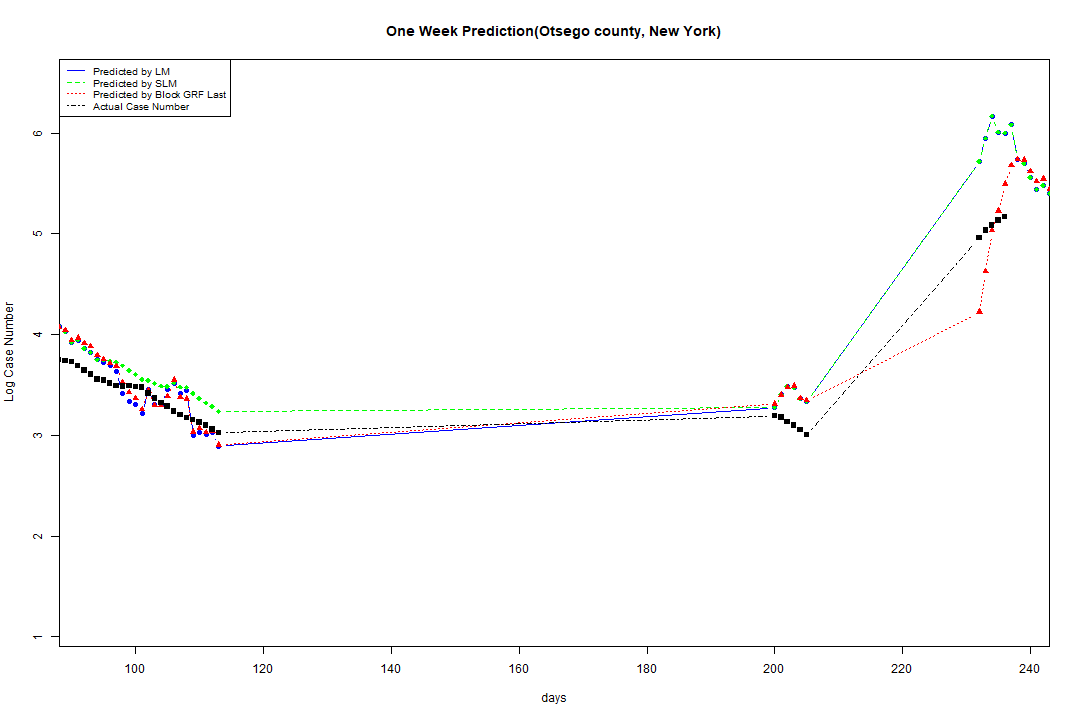 One Week Prediction(Otsego county, New York)
Predicted by LM
Predicted by SLM
Predicted by Block GRF Last
Actual Case Number
Log Case Number
6
5
4
3
2
1
100 120 140 160 180 200 220 240
days